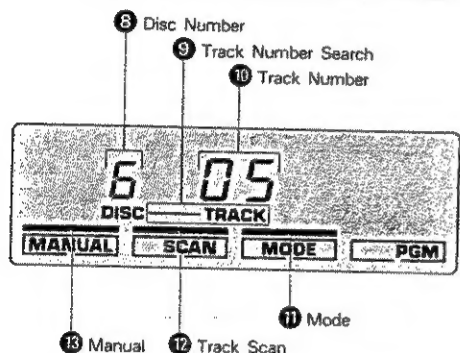 8 Disc Number
9 Track Number Search
10 Track Number
6 05
DISC TRACK
MANUAL SCAN MODE PGM
11 Mode
13 Manual 12 Track Scan